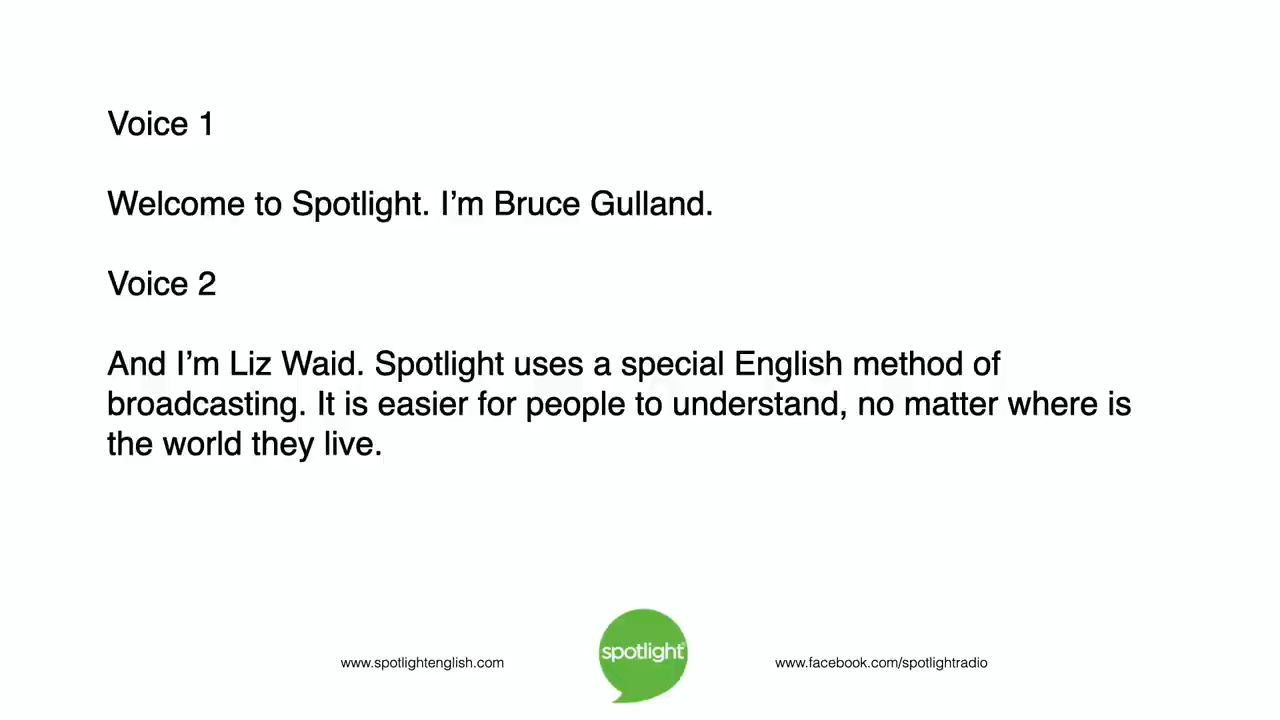 Voice 1
Welcome to Spotlight. I’m Bruce Gulland.
Voice 2
And I’m Liz Waid. Spotlight uses a special English method of
broadcasting. It is easier for people to understand, no matter where is
the world they live.
www.spotlightenglish.com
spotlight
www.facebook.com/spotlightradio